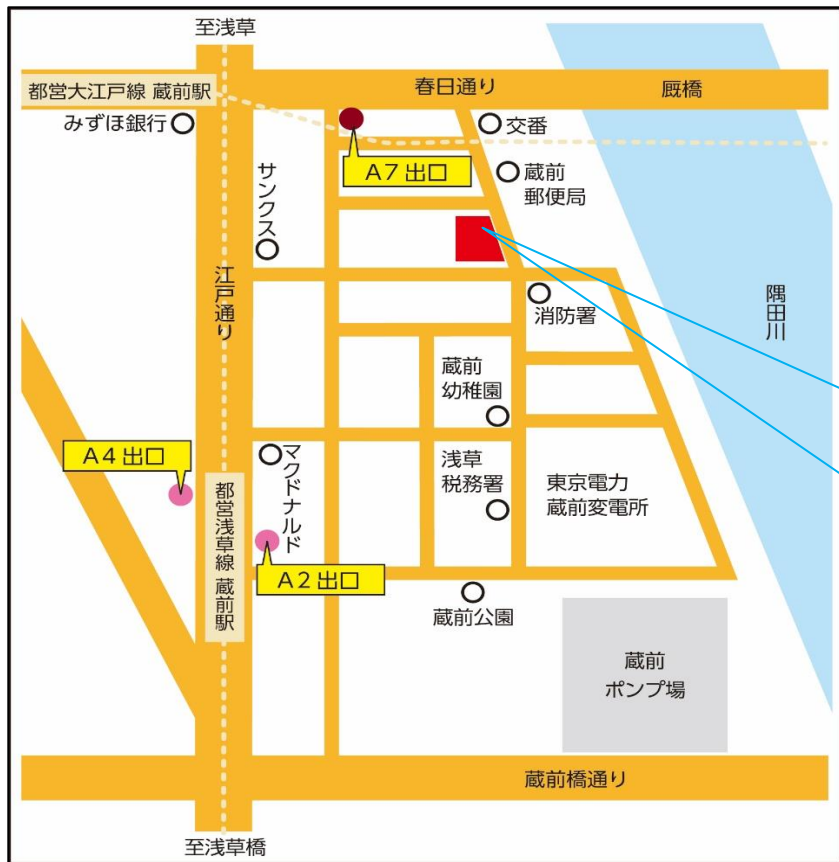 至浅草
都営大江戸線 蔵前駅
春日通り
厩橋
みずほ銀行
交番
A7 出口
蔵前
郵便局
サンクス
江戸通り
隅田川
消防署
蔵前
幼稚園
A4 出口
マクドナルド
浅草
税務署
東京電力
蔵前変電所
都営浅草線 蔵前駅
A2 出口
蔵前公園
蔵前
ポンプ場
蔵前橋通り
至浅草橋